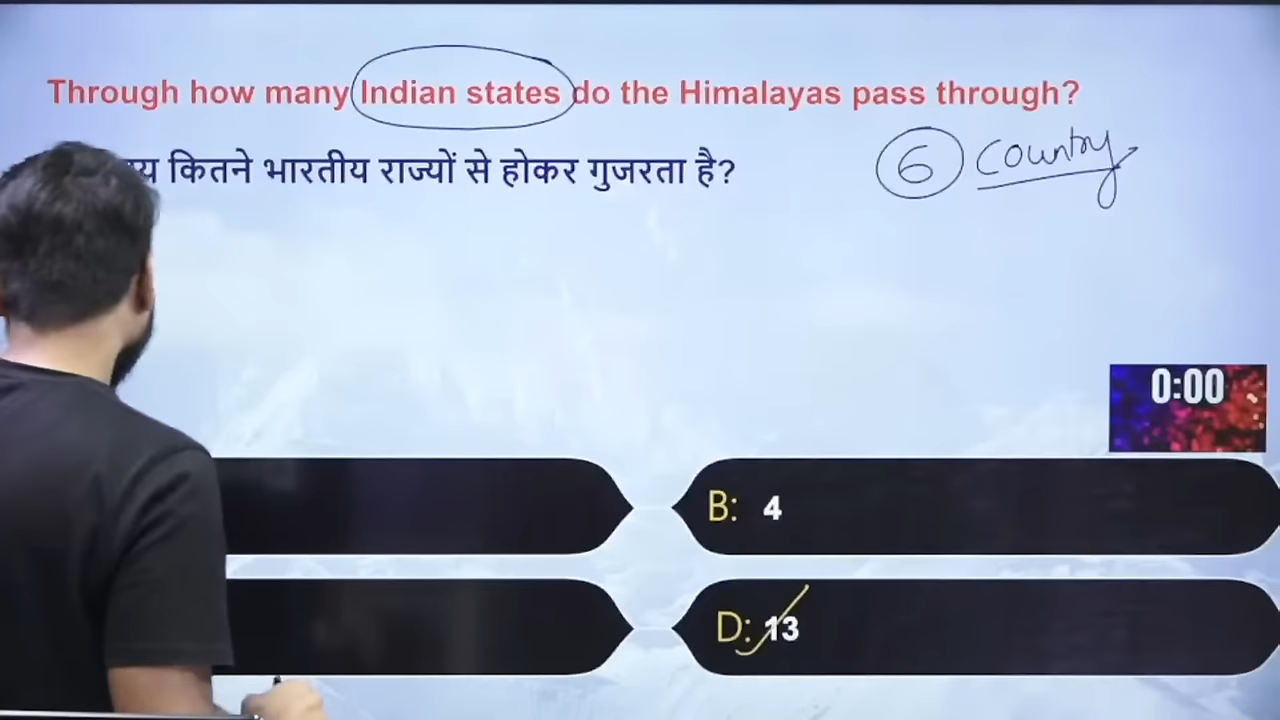 Through how many Indian states do the Himalayas pass through?
कितने भारतीय राज्यों से होकर गुजरता है?
6 country
0:00
B: 4
D: 13